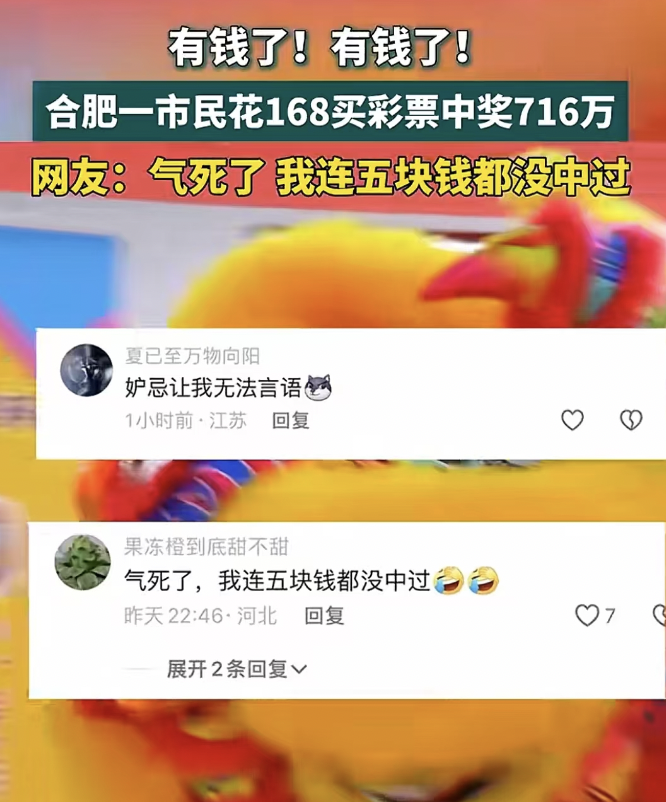 有钱了！有钱了！
合肥一市民花168买彩票中奖716万
网友：气死了 我连五块钱都没中过
夏已至万物向阳
妒忌让我无法言语
1小时前·江苏 回复
果冻橙到底甜不甜
气死了，我连五块钱都没中过🤣🤣
昨天22:46·河北 回复
7
展开2条回复